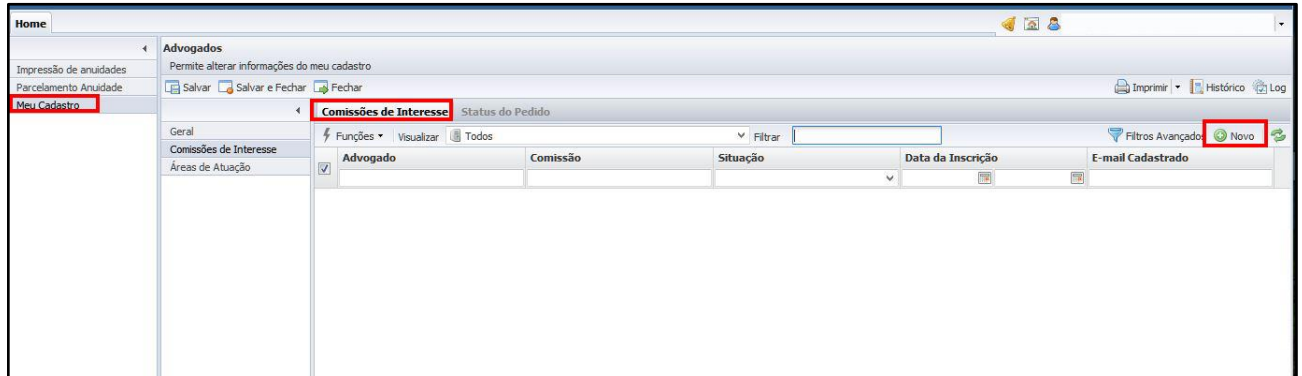 Home
Advogados
Permite alterar informações do meu cadastro
Impressão de anuidades
Parcelamento Anuidade
Meu Cadastro
Salvar Salvar e Fechar Fechar Imprimir Histórico Log
Comissões de Interesse Status do Pedido
Geral
Comissões de Interesse
Áreas de Atuação
Funções Visualizar Todos Filtrar Filtros Avançados Novo
Advogado Comissão Situação Data da Inscrição E-mail Cadastrado